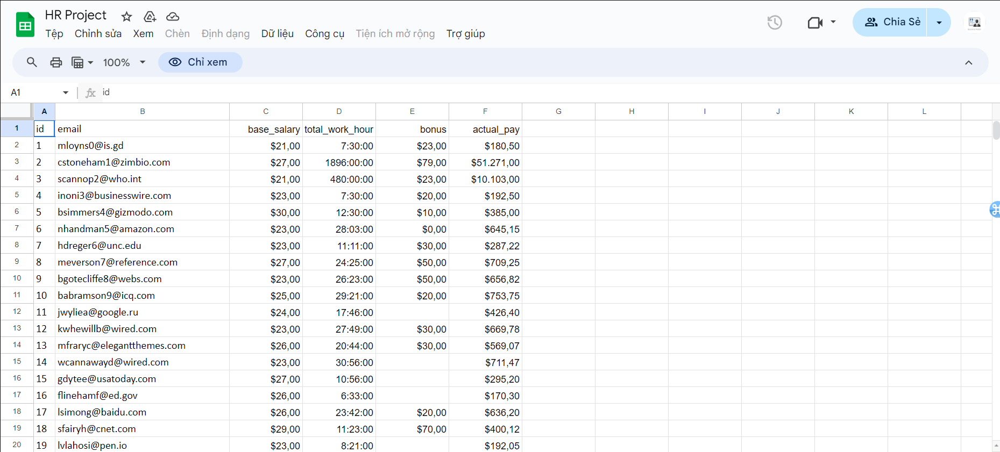 HR Project
Tệp Chỉnh sửa Xem Chèn Định dạng Dữ liệu Công cụ Tiện ích mở rộng Trợ giúp
Chia Sẻ
100% Chỉ xem
A1 fx id
A B C D E F G H I J K L
1 id email base_salary total_work_hour bonus actual_pay
2 1 mloyns0@is.gd $21,00 7:30:00 $23,00 $180,50
3 2 cstoneham1@zimbio.com $27,00 1896:00:00 $79,00 $51.271,00
4 3 scannop2@who.int $21,00 480:00:00 $23,00 $10.103,00
5 4 inoni3@businesswire.com $23,00 7:30:00 $20,00 $192,50
6 5 bsimmers4@gizmodo.com $30,00 12:30:00 $10,00 $385,00
7 6 nhandman5@amazon.com $23,00 28:03:00 $0,00 $645,15
8 7 hdreger6@unc.edu $23,00 11:11:00 $30,00 $287,22
9 8 meverson7@reference.com $27,00 24:25:00 $50,00 $709,25
10 9 bgotecliffe8@webs.com $23,00 26:23:00 $50,00 $656,82
11 10 babramson9@icq.com $25,00 29:21:00 $20,00 $753,75
12 11 jwyliea@google.ru $24,00 17:46:00 $426,40
13 12 kwhewillb@wired.com $23,00 27:49:00 $30,00 $669,78
14 13 mfraryc@elegantthemes.com $26,00 20:44:00 $30,00 $569,07
15 14 wcannawayd@wired.com $23,00 30:56:00 $711,47
16 15 gdytee@usatoday.com $27,00 10:56:00 $295,20
17 16 flinehamf@ed.gov $26,00 6:33:00 $170,30
18 17 lsimong@baidu.com $26,00 23:42:00 $20,00 $636,20
19 18 sfairyh@cnet.com $29,00 11:23:00 $70,00 $400,12
20 19 lvlahosi@pen.io $23,00 8:21:00 $192,05